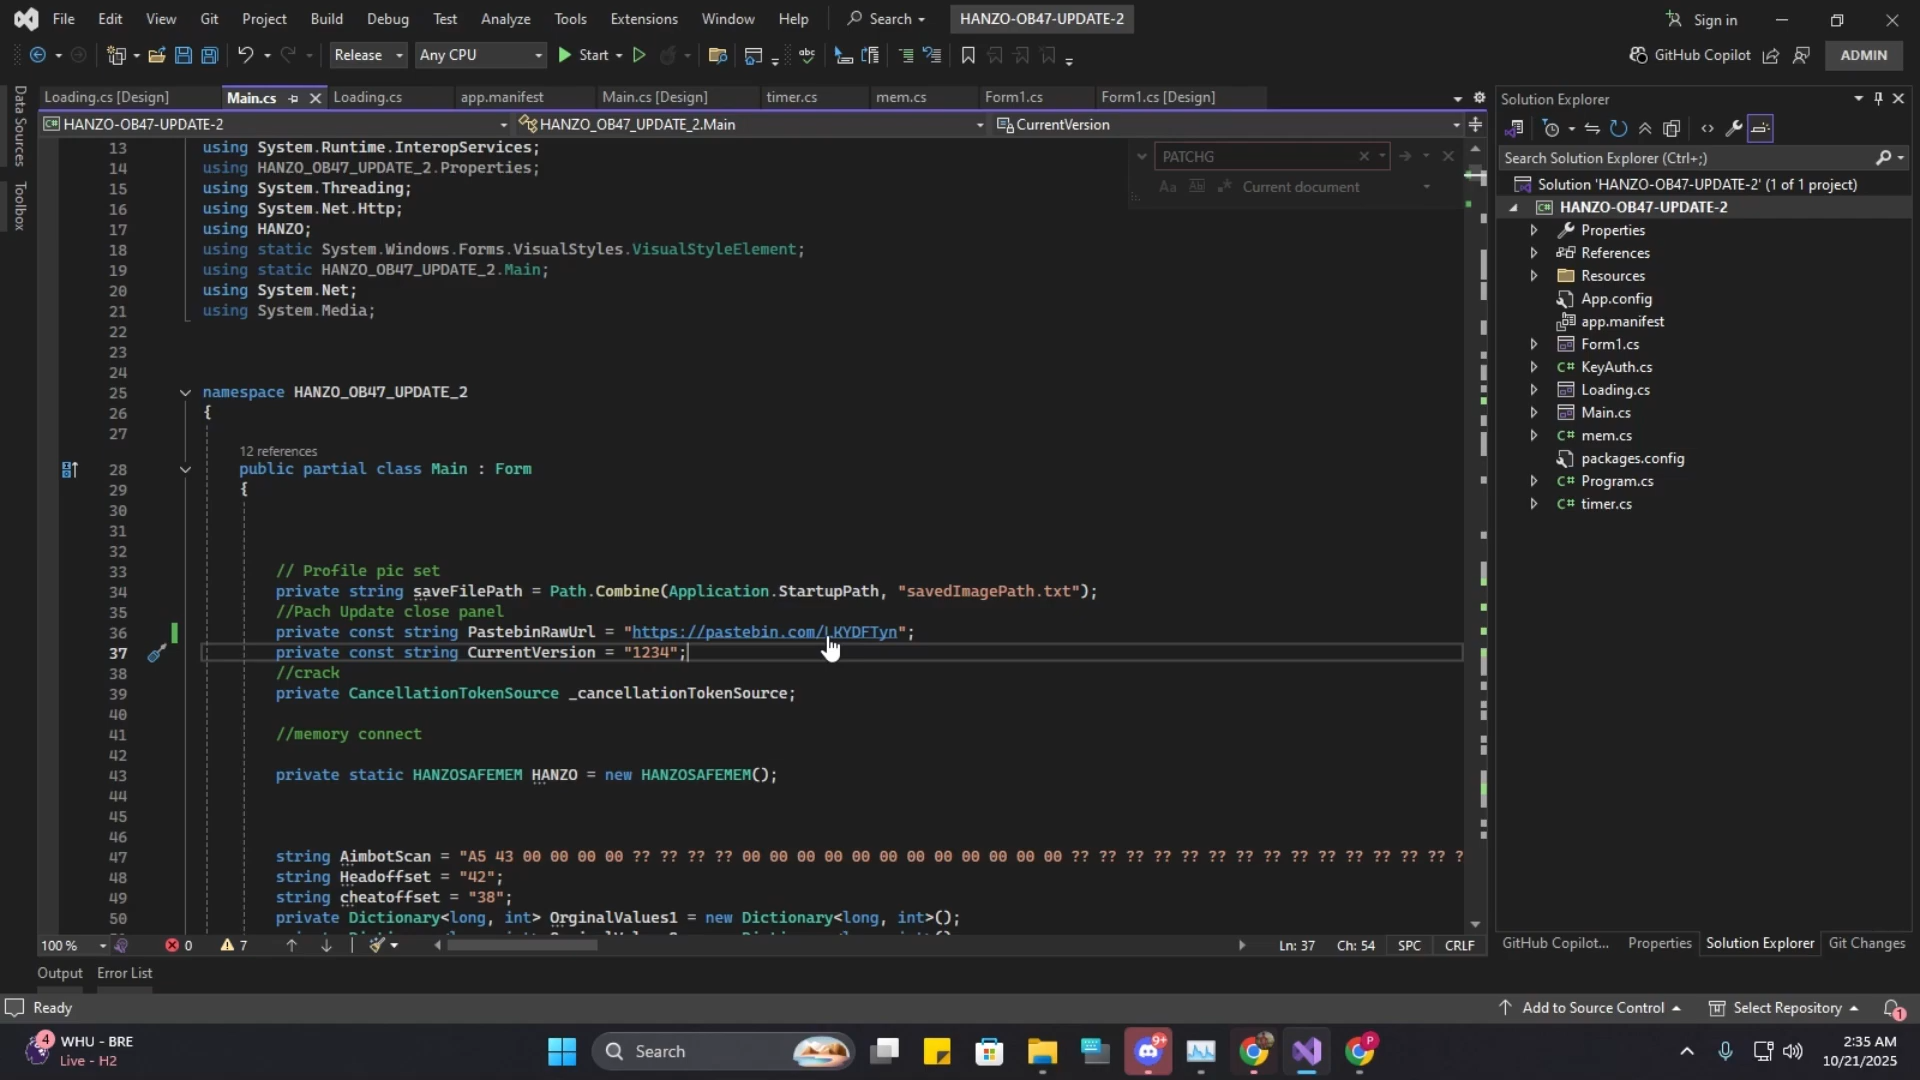 File Edit View Git Project Build Debug Test Analyze Tools Extensions Window Help Search HANZO-OB47-UPDATE-2 Sign in
Release Any CPU Start GitHub Copilot ADMIN
Data Sources
Toolbox
Loading.cs [Design] Main.cs Loading.cs app.manifest Main.cs [Design] timer.cs mem.cs Form1.cs Form1.cs [Design]
HANZO-OB47-UPDATE-2 HANZO_OB47_UPDATE_2.Main CurrentVersion
PATCHG
Aa Current document
13 using System.Runtime.InteropServices;
14 using HANZO_OB47_UPDATE_2.Properties;
15 using System.Threading;
16 using System.Net.Http;
17 using HANZO;
18 using static System.Windows.Forms.VisualStyles.VisualStyleElement;
19 using static HANZO_OB47_UPDATE_2.Main;
20 using System.Net;
21 using System.Media;
22
23
24
25 namespace HANZO_OB47_UPDATE_2
26 {
27
12 references
28 public partial class Main : Form
29 {
30
31
32
33 // Profile pic set
34 private string saveFilePath = Path.Combine(Application.StartupPath, "savedImagePath.txt");
35 //Pach Update close panel
36 private const string PastebinRawUrl = "https://pastebin.com/LKYDFTyn";
37 private const string CurrentVersion = "1234";
38 //crack
39 private CancellationTokenSource _cancellationTokenSource;
40
41 //memory connect
42
43 private static HANZOSAFEMEM HANZO = new HANZOSAFEMEM();
44
45
46
47 string AimbotScan = "A5 43 00 00 00 00 ?? ?? ?? ?? 00 00 00 00 00 00 00 00 00 00 00 00 ?? ?? ?? ?? ?? ?? ?? ?? ?? ?? ?? ?? ?? ?? ?
48 string Headoffset = "42";
49 string cheatoffset = "38";
50 private Dictionary<long, int> OrginalValues1 = new Dictionary<long, int>();
100 % 0 7 Ln: 37 Ch: 54 SPC CRLF
Output Error List
Ready
Solution Explorer
Search Solution Explorer (Ctrl+;)
Solution 'HANZO-OB47-UPDATE-2' (1 of 1 project)
HANZO-OB47-UPDATE-2
Properties
References
Resources
App.config
app.manifest
Form1.cs
C# KeyAuth.cs
Loading.cs
Main.cs
C# mem.cs
packages.config
C# Program.cs
C# timer.cs
GitHub Copilot... Properties Solution Explorer Git Changes
Add to Source Control Select Repository 1
4 WHU - BRE
Live - H2
Search
9+
P
2:35 AM
10/21/2025